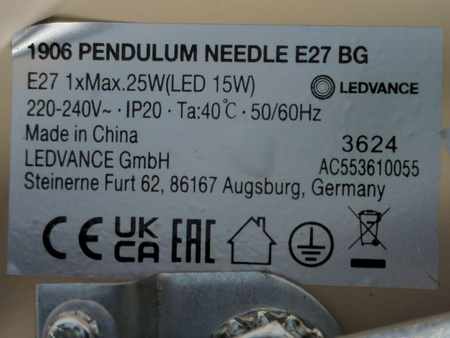 1906 PENDULUM NEEDLE E27 BG
E27 1xMax.25W(LED 15W)
LEDVANCE
220-240V~ · IP20 · Ta:40℃ · 50/60Hz
Made in China
3624
LEDVANCE GmbH
AC553610055
Steinerne Furt 62, 86167 Augsburg, Germany
CE UK CA EAC